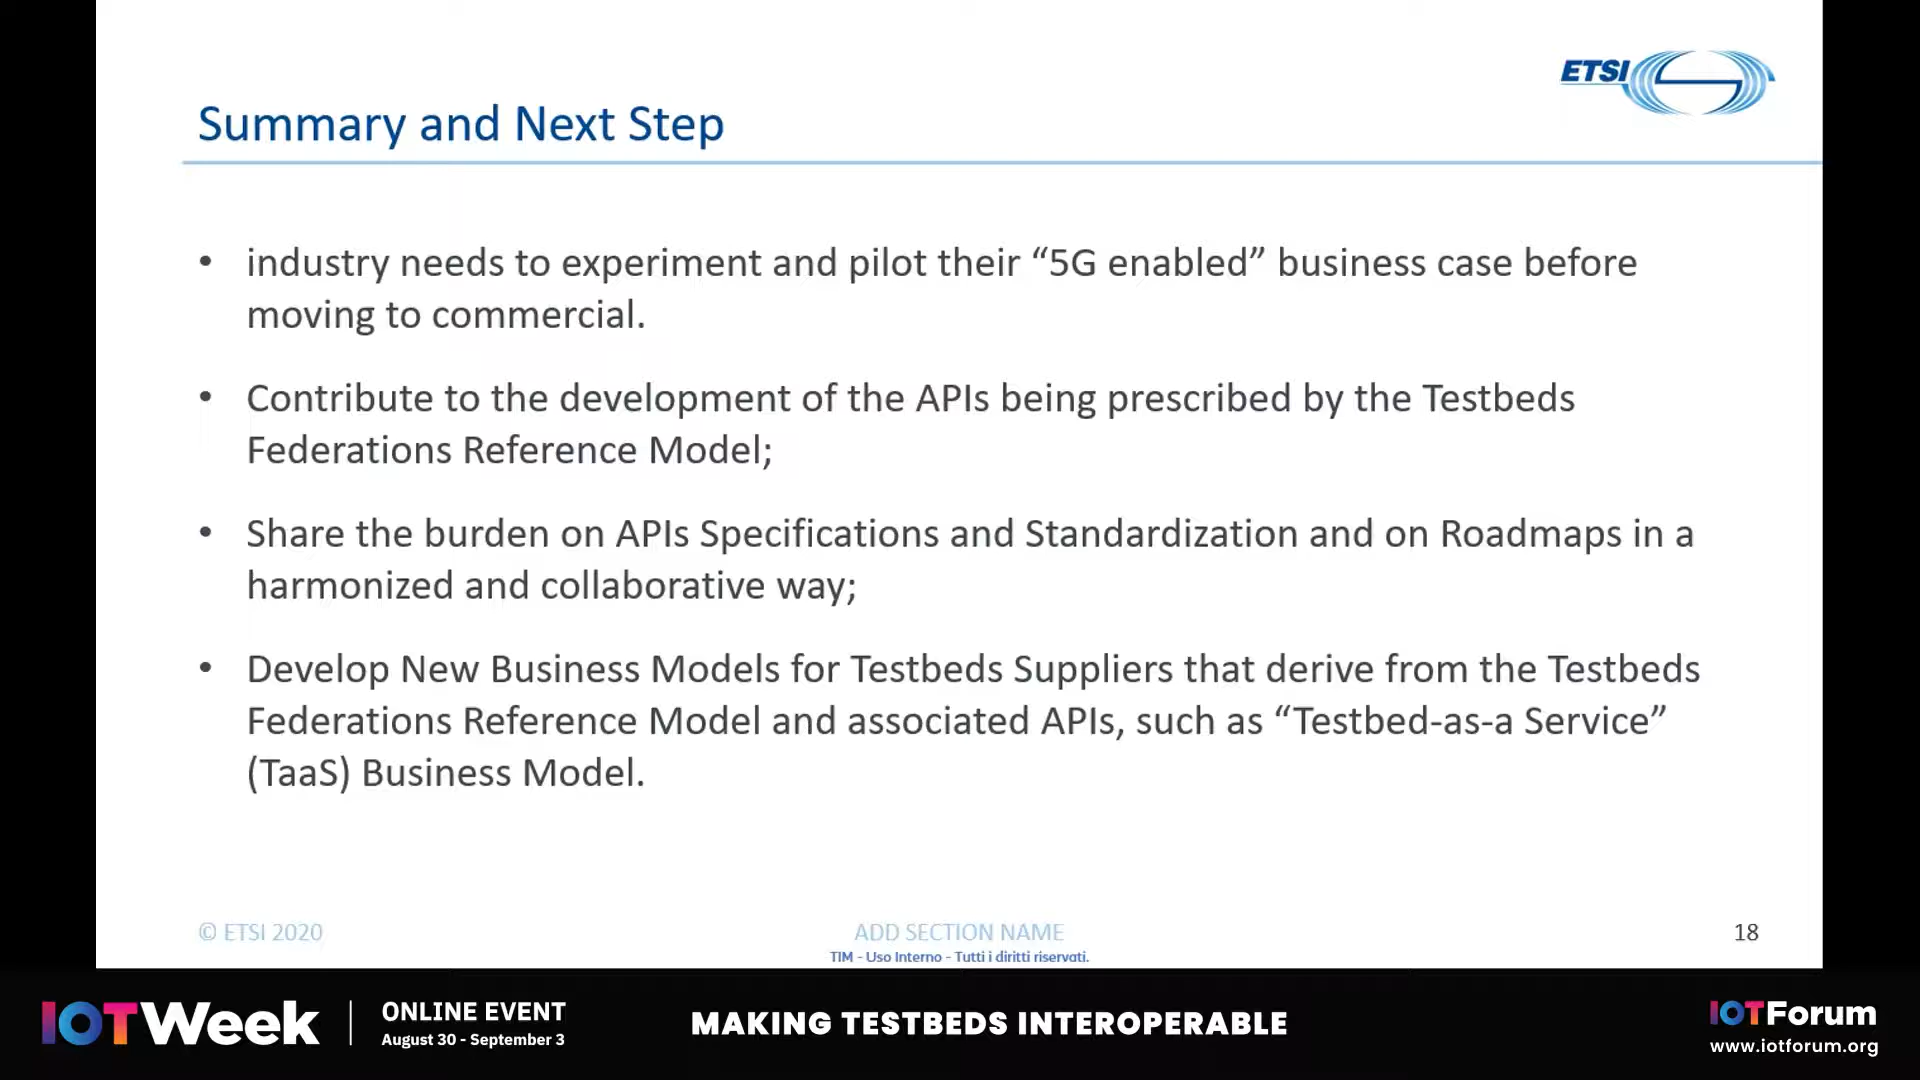 ETSI
Summary and Next Step
• industry needs to experiment and pilot their “5G enabled” business case before
moving to commercial.
• Contribute to the development of the APIs being prescribed by the Testbeds
Federations Reference Model;
• Share the burden on APIs Specifications and Standardization and on Roadmaps in a
harmonized and collaborative way;
• Develop New Business Models for Testbeds Suppliers that derive from the Testbeds
Federations Reference Model and associated APIs, such as “Testbed-as-a Service”
(TaaS) Business Model.
© ETSI 2020
ADD SECTION NAME
18
TIM - Uso Interno - Tutti i diritti riservati.
IOTWeek
ONLINE EVENT
August 30 - September 3
MAKING TESTBEDS INTEROPERABLE
IOTForum
www.iotforum.org